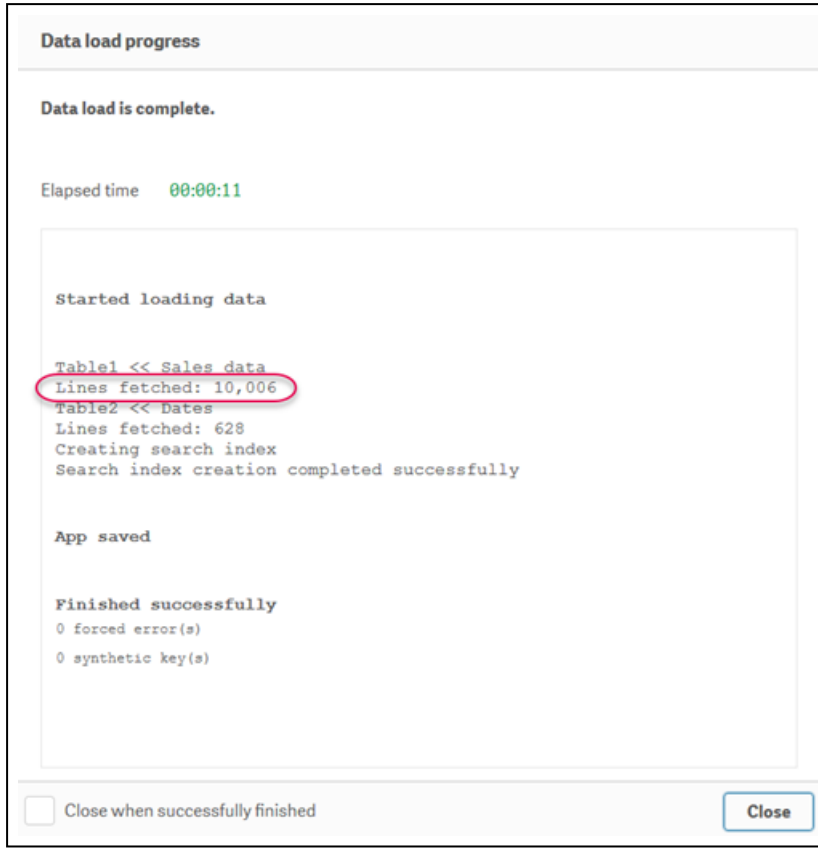 Data load progress
Data load is complete.
Elapsed time 00:00:11
Started loading data
Table1 << Sales data
Lines fetched: 10,006
Table2 << Dates
Lines fetched: 628
Creating search index
Search index creation completed successfully
App saved
Finished successfully
0 forced error(s)
0 synthetic key(s)
Close when successfully finished
Close